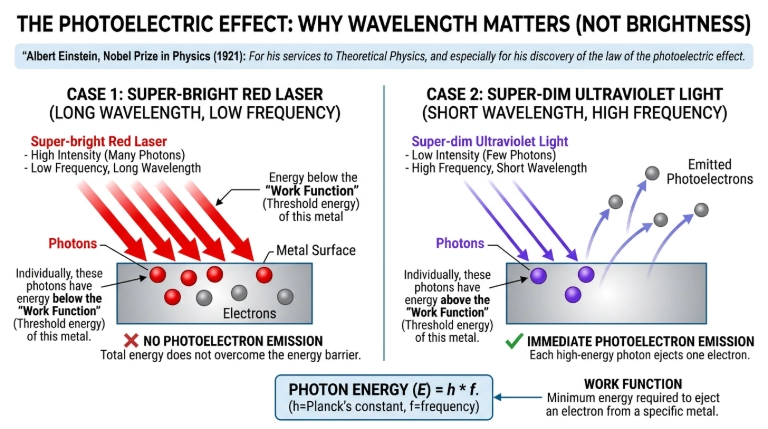 THE PHOTOELECTRIC EFFECT: WHY WAVELENGTH MATTERS (NOT BRIGHTNESS)
"Albert Einstein, Nobel Prize in Physics (1921): For his services to Theoretical Physics, and especially for his discovery of the law of the photoelectric effect.
CASE 1: SUPER-BRIGHT RED LASER
(LONG WAVELENGTH, LOW FREQUENCY)
Super-bright Red Laser
- High Intensity (Many Photons)
- Low Frequency, Long Wavelength
Energy below the
"Work Function"
(Threshold energy)
of this metal
Photons
Metal Surface
Individually, these
photons have
energy below the
"Work Function"
(Threshold energy)
of this metal.
Electrons
NO PHOTOELECTRON EMISSION
Total energy does not overcome the energy barrier.
CASE 2: SUPER-DIM ULTRAVIOLET LIGHT
(SHORT WAVELENGTH, HIGH FREQUENCY)
Super-dim Ultraviolet Light
- Low Intensity (Few Photons)
- High Frequency, Short Wavelength
Emitted
Photoelectrons
Photons
Individually, these
photons have
energy above the
"Work Function"
(Threshold energy)
of this metal.
IMMEDIATE PHOTOELECTRON EMISSION
Each high-energy photon ejects one electron.
PHOTON ENERGY (E) = h * f.
(h=Planck's constant, f=frequency)
WORK FUNCTION
Minimum energy required to eject
an electron from a specific metal.